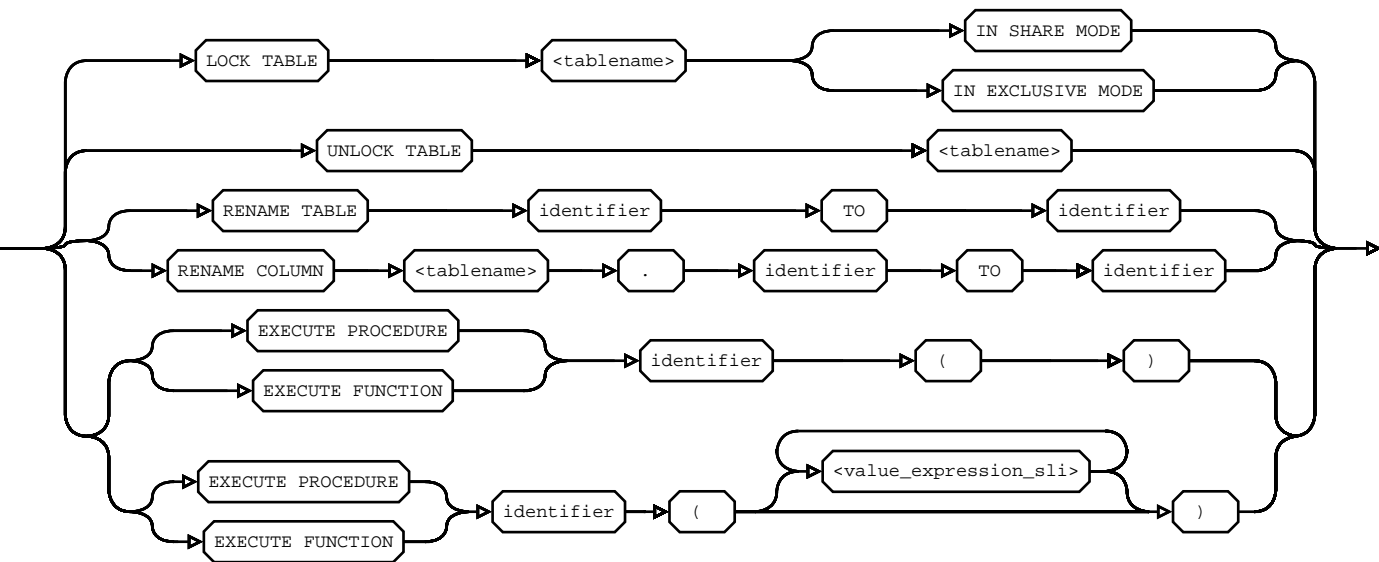 IN SHARE MODE
LOCK TABLE <tablename>
IN EXCLUSIVE MODE
UNLOCK TABLE <tablename>
RENAME TABLE identifier TO identifier
RENAME COLUMN <tablename> . identifier TO identifier
EXECUTE PROCEDURE
identifier ( )
EXECUTE FUNCTION
<value_expression_sli>
EXECUTE PROCEDURE
identifier ( )
EXECUTE FUNCTION